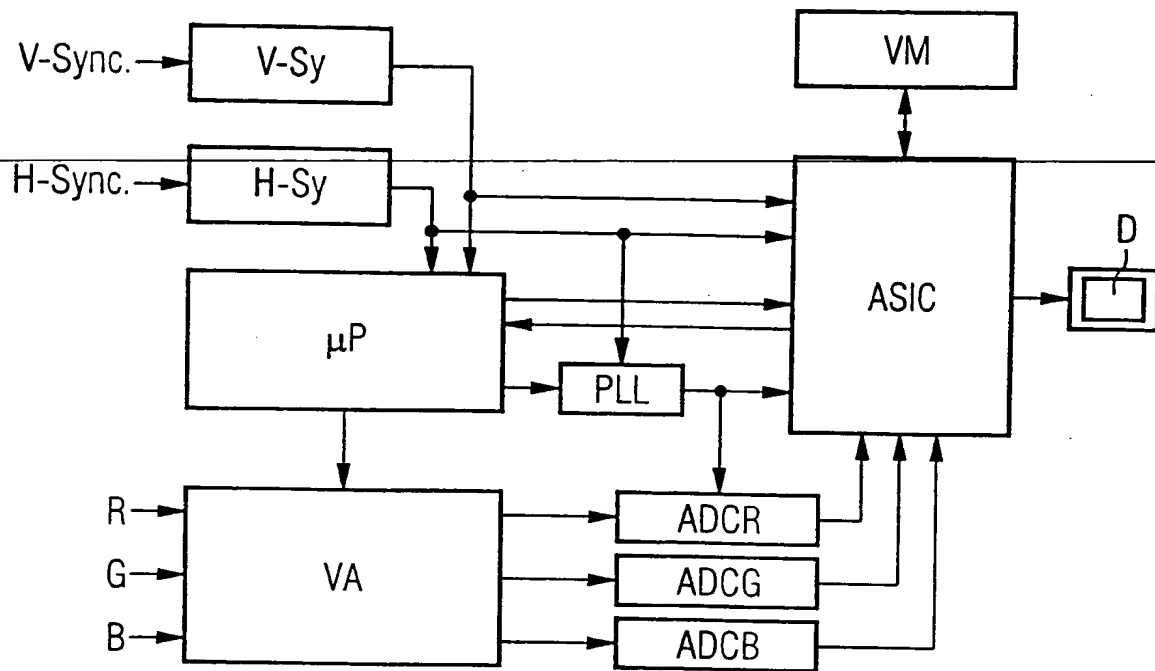 V-Sync.
V-Sy
VM
H-Sync.
H-Sy
D
ASIC
μP
PLL
R
ADCR
G
VA
ADCG
B
ADCB